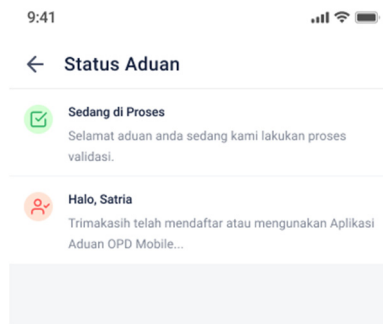 9:41
Status Aduan
Sedang di Proses
Selamat aduan anda sedang kami lakukan proses
validasi.
Halo, Satria
Trimakasih telah mendaftar atau mengunakan Aplikasi
Aduan OPD Mobile...